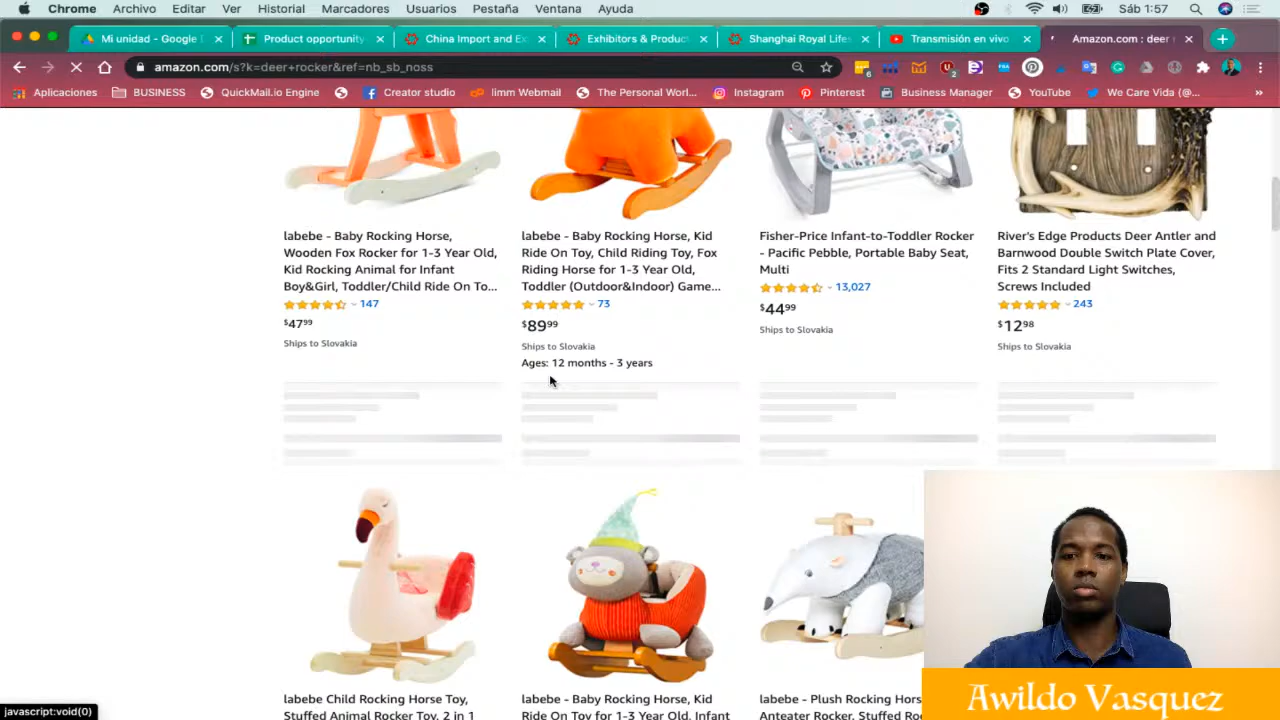 Chrome Archivo Editar Ver Historial Marcadores Usuarios Pestaña Ventana Ayuda Sáb 1:57
Mi unidad - Google D Product opportunity China Import and Ex Exhibitors & Product Shanghai Royal Lifes Transmisión en vivo Amazon.com : deer r
amazon.com/s?k=deer+rocker&ref=nb_sb_noss
Aplicaciones BUSINESS QuickMail.io Engine Creator studio limm Webmail The Personal Worl... Instagram Pinterest Business Manager YouTube We Care Vida (@... »
labebe - Baby Rocking Horse,
Wooden Fox Rocker for 1-3 Year Old,
Kid Rocking Animal for Infant
Boy&Girl, Toddler/Child Ride On To...
147
$47⁹⁹
Ships to Slovakia
labebe - Baby Rocking Horse, Kid
Ride On Toy, Child Riding Toy, Fox
Riding Horse for 1-3 Year Old,
Toddler (Outdoor&Indoor) Game...
73
$89⁹⁹
Ships to Slovakia
Ages: 12 months - 3 years
Fisher-Price Infant-to-Toddler Rocker
- Pacific Pebble, Portable Baby Seat,
Multi
13,027
$44⁹⁹
Ships to Slovakia
River's Edge Products Deer Antler and
Barnwood Double Switch Plate Cover,
Fits 2 Standard Light Switches,
Screws Included
243
$12⁹⁸
Ships to Slovakia
labebe Child Rocking Horse Toy,
Stuffed Animal Rocker Toy, 2 in 1
labebe - Baby Rocking Horse, Kid
Ride On Toy for 1-3 Year Old, Infant
labebe - Plush Rocking Hors
Anteater Rocker, Stuffed Ro
javascript:void(0)
Awildo Vasquez